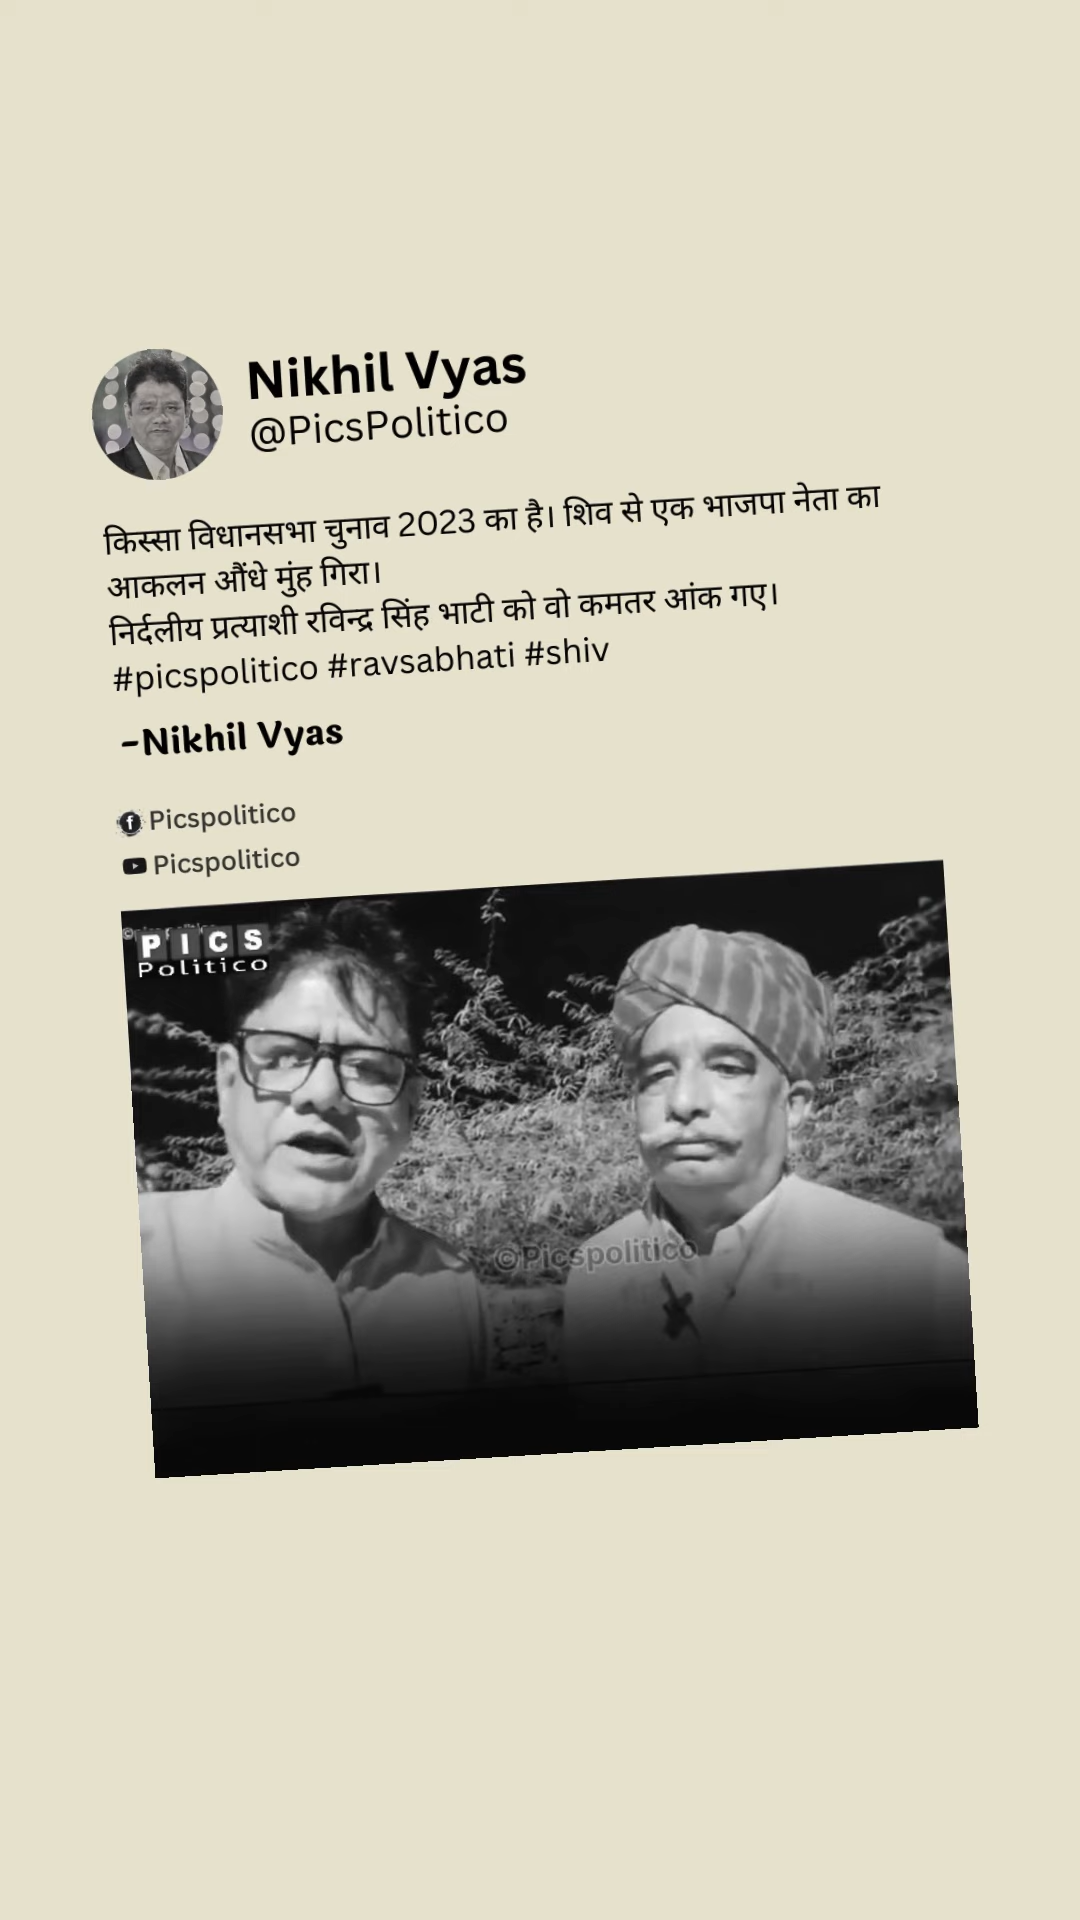 Nikhil Vyas
@PicsPolitico
किस्सा विधानसभा चुनाव 2023 का है। शिव से एक भाजपा नेता का
आकलन औंधे मुंह गिरा।
निर्दलीय प्रत्याशी रविन्द्र सिंह भाटी को वो कमतर आंक गए।
#picspolitico #ravsabhati #shiv
-Nikhil Vyas
Picspolitico
Picspolitico
PICS
Politico
©Picspolitico